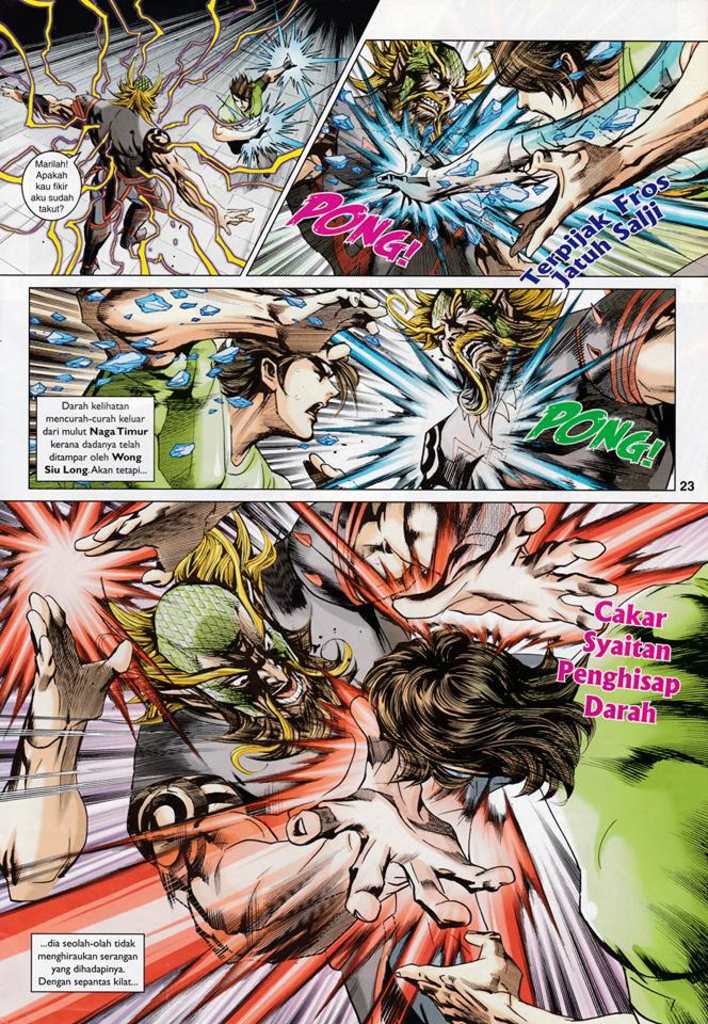 Marilah!
Apakah
kau fikir
aku
takut?
PONG!
Terpijak Fros
Jatuh Salji
Darah kelihatan
mencurah-curah keluar
dari mulut Naga Timur
kerana dadanya telah
ditampar oleh Wong
Siu Long. Akan tetapi...
PONG!
23
Cakar
Syaitan
Penghisap
Darah
...dia seolah-olah tidak
menghiraukan serangan
yang dihadapinya.
Dengan sepantas kilat...